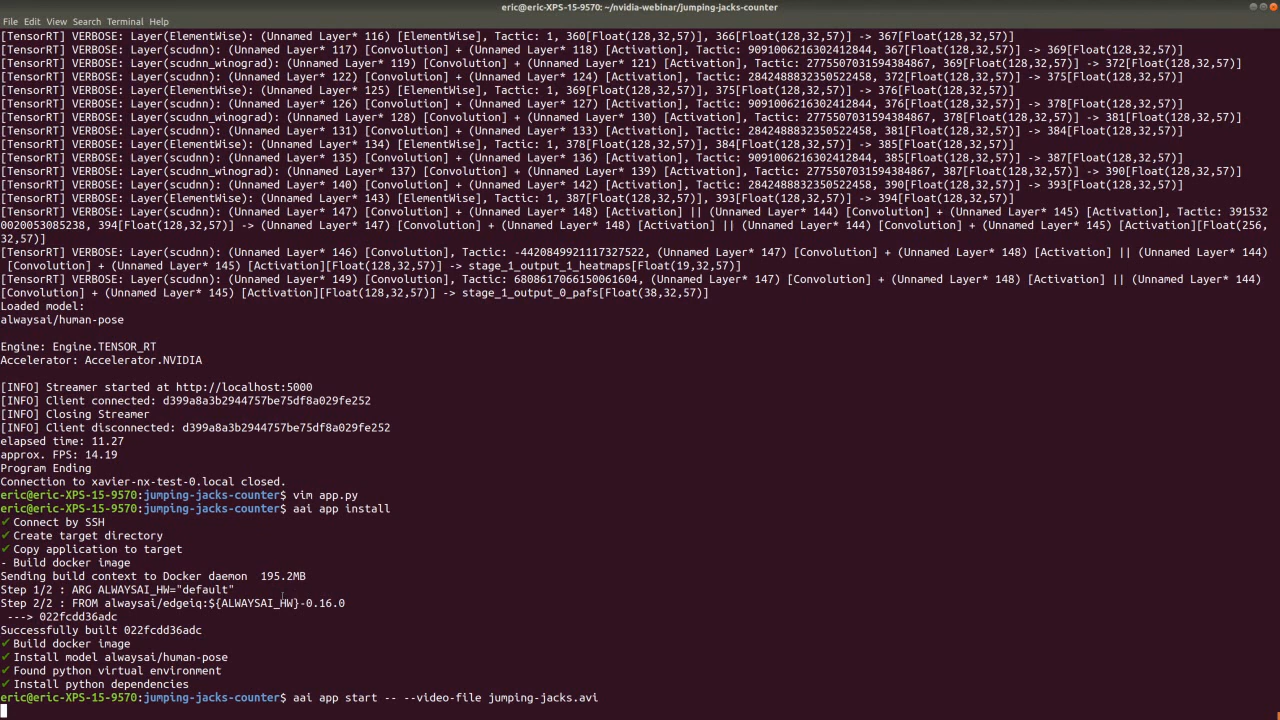 eric@eric-XPS-15-9570: ~/nvidia-webinar/jumping-jacks-counter
File Edit View Search Terminal Help
[TensorRT] VERBOSE: Layer(ElementWise): (Unnamed Layer* 116) [ElementWise], Tactic: 1, 360[Float(128,32,57)], 366[Float(128,32,57)] -> 367[Float(128,32,57)]
[TensorRT] VERBOSE: Layer(scudnn): (Unnamed Layer* 117) [Convolution] + (Unnamed Layer* 118) [Activation], Tactic: 9091006216302412844, 367[Float(128,32,57)] -> 369[Float(128,32,57)]
[TensorRT] VERBOSE: Layer(scudnn_winograd): (Unnamed Layer* 119) [Convolution] + (Unnamed Layer* 121) [Activation], Tactic: 2775507031594384867, 369[Float(128,32,57)] -> 372[Float(128,32,57)]
[TensorRT] VERBOSE: Layer(scudnn): (Unnamed Layer* 122) [Convolution] + (Unnamed Layer* 124) [Activation], Tactic: 2842488832350522458, 372[Float(128,32,57)] -> 375[Float(128,32,57)]
[TensorRT] VERBOSE: Layer(ElementWise): (Unnamed Layer* 125) [ElementWise], Tactic: 1, 369[Float(128,32,57)], 375[Float(128,32,57)] -> 376[Float(128,32,57)]
[TensorRT] VERBOSE: Layer(scudnn): (Unnamed Layer* 126) [Convolution] + (Unnamed Layer* 127) [Activation], Tactic: 9091006216302412844, 376[Float(128,32,57)] -> 378[Float(128,32,57)]
[TensorRT] VERBOSE: Layer(scudnn_winograd): (Unnamed Layer* 128) [Convolution] + (Unnamed Layer* 130) [Activation], Tactic: 2775507031594384867, 378[Float(128,32,57)] -> 381[Float(128,32,57)]
[TensorRT] VERBOSE: Layer(scudnn): (Unnamed Layer* 131) [Convolution] + (Unnamed Layer* 133) [Activation], Tactic: 2842488832350522458, 381[Float(128,32,57)] -> 384[Float(128,32,57)]
[TensorRT] VERBOSE: Layer(ElementWise): (Unnamed Layer* 134) [ElementWise], Tactic: 1, 378[Float(128,32,57)], 384[Float(128,32,57)] -> 385[Float(128,32,57)]
[TensorRT] VERBOSE: Layer(scudnn): (Unnamed Layer* 135) [Convolution] + (Unnamed Layer* 136) [Activation], Tactic: 9091006216302412844, 385[Float(128,32,57)] -> 387[Float(128,32,57)]
[TensorRT] VERBOSE: Layer(scudnn_winograd): (Unnamed Layer* 137) [Convolution] + (Unnamed Layer* 139) [Activation], Tactic: 2775507031594384867, 387[Float(128,32,57)] -> 390[Float(128,32,57)]
[TensorRT] VERBOSE: Layer(scudnn): (Unnamed Layer* 140) [Convolution] + (Unnamed Layer* 142) [Activation], Tactic: 2842488832350522458, 390[Float(128,32,57)] -> 393[Float(128,32,57)]
[TensorRT] VERBOSE: Layer(ElementWise): (Unnamed Layer* 143) [ElementWise], Tactic: 1, 387[Float(128,32,57)], 393[Float(128,32,57)] -> 394[Float(128,32,57)]
[TensorRT] VERBOSE: Layer(scudnn): (Unnamed Layer* 147) [Convolution] + (Unnamed Layer* 148) [Activation] || (Unnamed Layer* 144) [Convolution] + (Unnamed Layer* 145) [Activation], Tactic: 391532
0020053085238, 394[Float(128,32,57)] -> (Unnamed Layer* 147) [Convolution] + (Unnamed Layer* 148) [Activation] || (Unnamed Layer* 144) [Convolution] + (Unnamed Layer* 145) [Activation][Float(256,
32,57)]
[TensorRT] VERBOSE: Layer(scudnn): (Unnamed Layer* 146) [Convolution], Tactic: -4420849921117327522, (Unnamed Layer* 147) [Convolution] + (Unnamed Layer* 148) [Activation] || (Unnamed Layer* 144)
[Convolution] + (Unnamed Layer* 145) [Activation][Float(128,32,57)] -> stage_1_output_1_heatmaps[Float(19,32,57)]
[TensorRT] VERBOSE: Layer(scudnn): (Unnamed Layer* 149) [Convolution], Tactic: 6808617066150061604, (Unnamed Layer* 147) [Convolution] + (Unnamed Layer* 148) [Activation] || (Unnamed Layer* 144)
[Convolution] + (Unnamed Layer* 145) [Activation][Float(128,32,57)] -> stage_1_output_0_pafs[Float(38,32,57)]
Loaded model:
alwaysai/human-pose
Engine: Engine.TENSOR_RT
Accelerator: Accelerator.NVIDIA
[INFO] Streamer started at http://localhost:5000
[INFO] Client connected: d399a8a3b2944757be75df8a029fe252
[INFO] Closing Streamer
[INFO] Client disconnected: d399a8a3b2944757be75df8a029fe252
elapsed time: 11.27
approx. FPS: 14.19
Program Ending
Connection to xavier-nx-test-0.local closed.
eric@eric-XPS-15-9570:jumping-jacks-counter$ vim app.py
eric@eric-XPS-15-9570:jumping-jacks-counter$ aai app install
✔ Connect by SSH
✔ Create target directory
✔ Copy application to target
- Build docker image
Sending build context to Docker daemon  195.2MB
Step 1/2 : ARG ALWAYSAI_HW="default"
Step 2/2 : FROM alwaysai/edgeiq:${ALWAYSAI_HW}-0.16.0
---> 022fcdd36adc
Successfully built 022fcdd36adc
✔ Build docker image
✔ Install model alwaysai/human-pose
✔ Found python virtual environment
✔ Install python dependencies
eric@eric-XPS-15-9570:jumping-jacks-counter$ aai app start -- --video-file jumping-jacks.avi